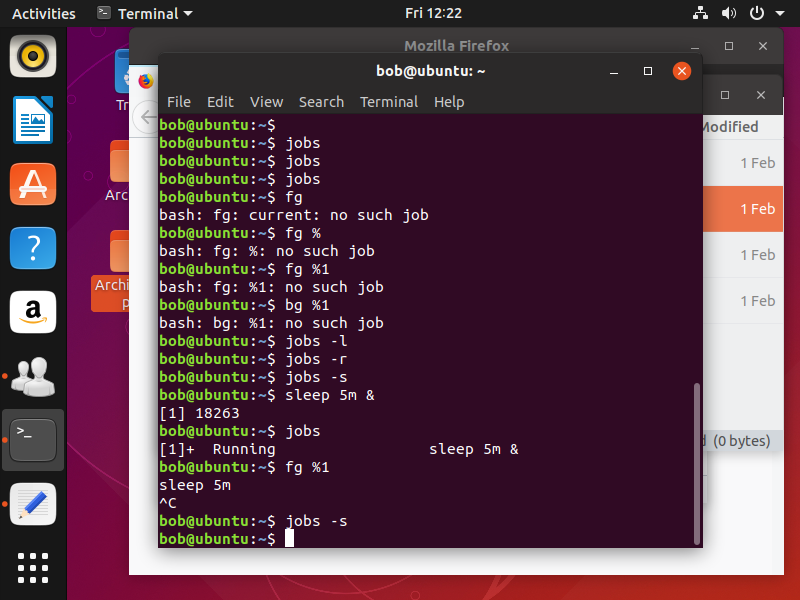 Activities
Terminal
Fri 12:22
Mozilla Firefox
bob@ubuntu: ~
File Edit View Search Terminal Help
Modified
1 Feb
1 Feb
1 Feb
1 Feb
(0 bytes)
bob@ubuntu:~$
bob@ubuntu:~$ jobs
bob@ubuntu:~$ jobs
bob@ubuntu:~$ jobs
bob@ubuntu:~$ fg
bash: fg: current: no such job
bob@ubuntu:~$ fg %
bash: fg: %: no such job
bob@ubuntu:~$ fg %1
bash: fg: %1: no such job
bob@ubuntu:~$ bg %1
bash: bg: %1: no such job
bob@ubuntu:~$ jobs -l
bob@ubuntu:~$ jobs -r
bob@ubuntu:~$ jobs -s
bob@ubuntu:~$ sleep 5m &
[1] 18263
bob@ubuntu:~$ jobs
[1]+  Running                 sleep 5m &
bob@ubuntu:~$ fg %1
sleep 5m
^C
bob@ubuntu:~$ jobs -s
bob@ubuntu:~$